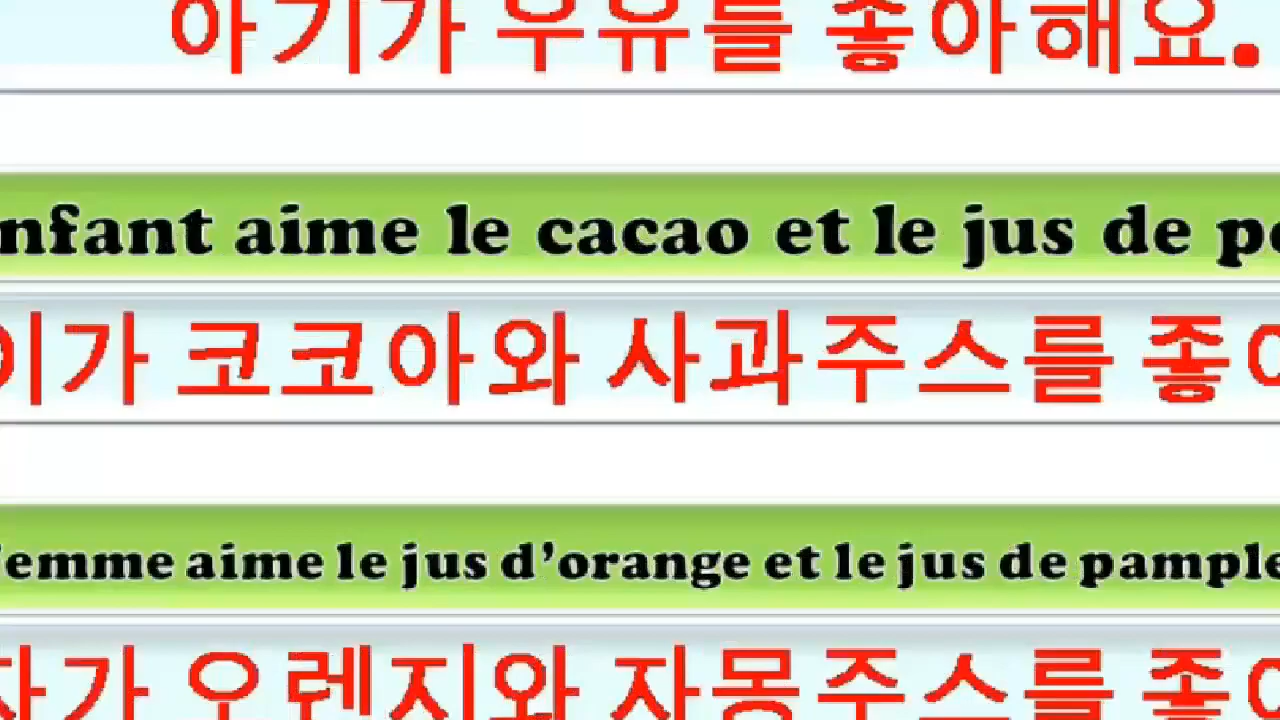 아기가 우유를 좋아해요.
nfant aime le cacao et le jus de p
이가 코코아와 사과주스를 좋
emme aime le jus d’orange et le jus de pample
자가 오렌지와 자몽주스를 좋